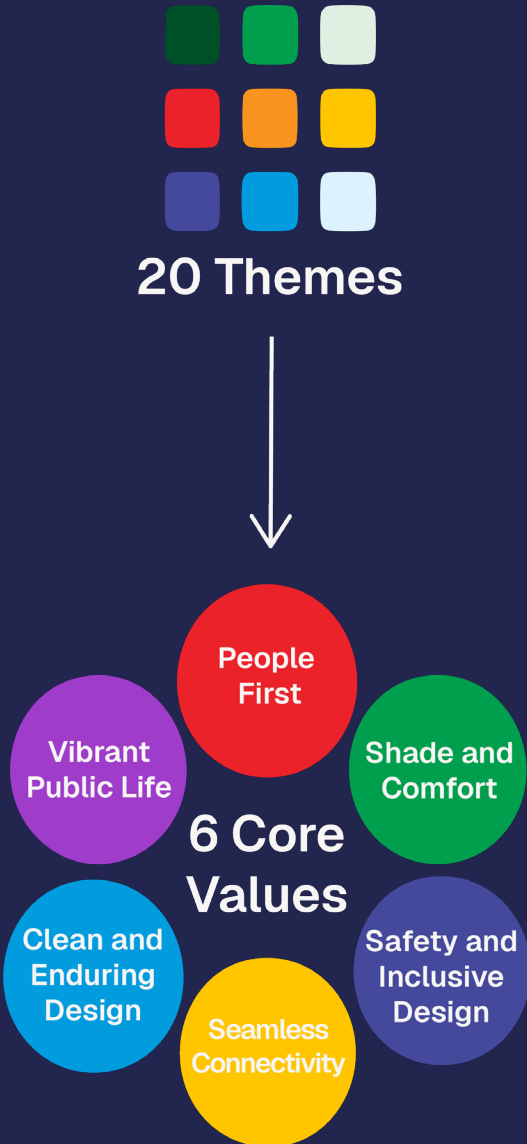 20 Themes
People
First
Vibrant
Public Life
Shade and
Comfort
6 Core
Values
Clean and
Enduring
Design
Safety and
Inclusive
Design
Seamless
Connectivity